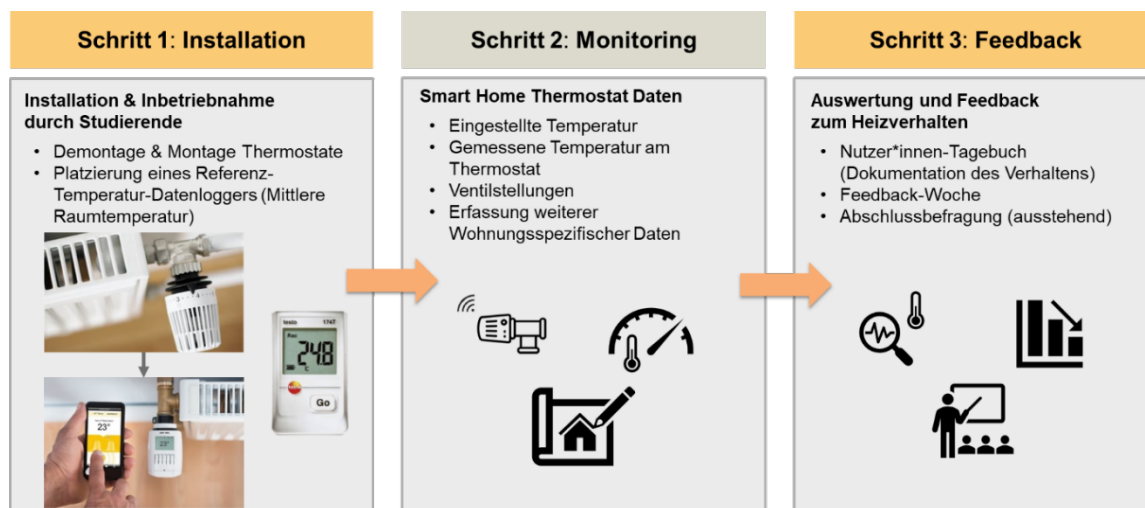 Schritt 1: Installation
Installation & Inbetriebnahme
durch Studierende
• Demontage & Montage Thermostate
• Platzierung eines Referenz-
Temperatur-Datenloggers (Mittlere
Raumtemperatur)
testo 174T
24.8
°C
Go
23°
23°
Schritt 2: Monitoring
Smart Home Thermostat Daten
• Eingestellte Temperatur
• Gemessene Temperatur am
Thermostat
• Ventilstellungen
• Erfassung weiterer
Wohnungsspezifischer Daten
Schritt 3: Feedback
Auswertung und Feedback
zum Heizverhalten
• Nutzer*innen-Tagebuch
(Dokumentation des Verhaltens)
• Feedback-Woche
• Abschlussbefragung (ausstehend)